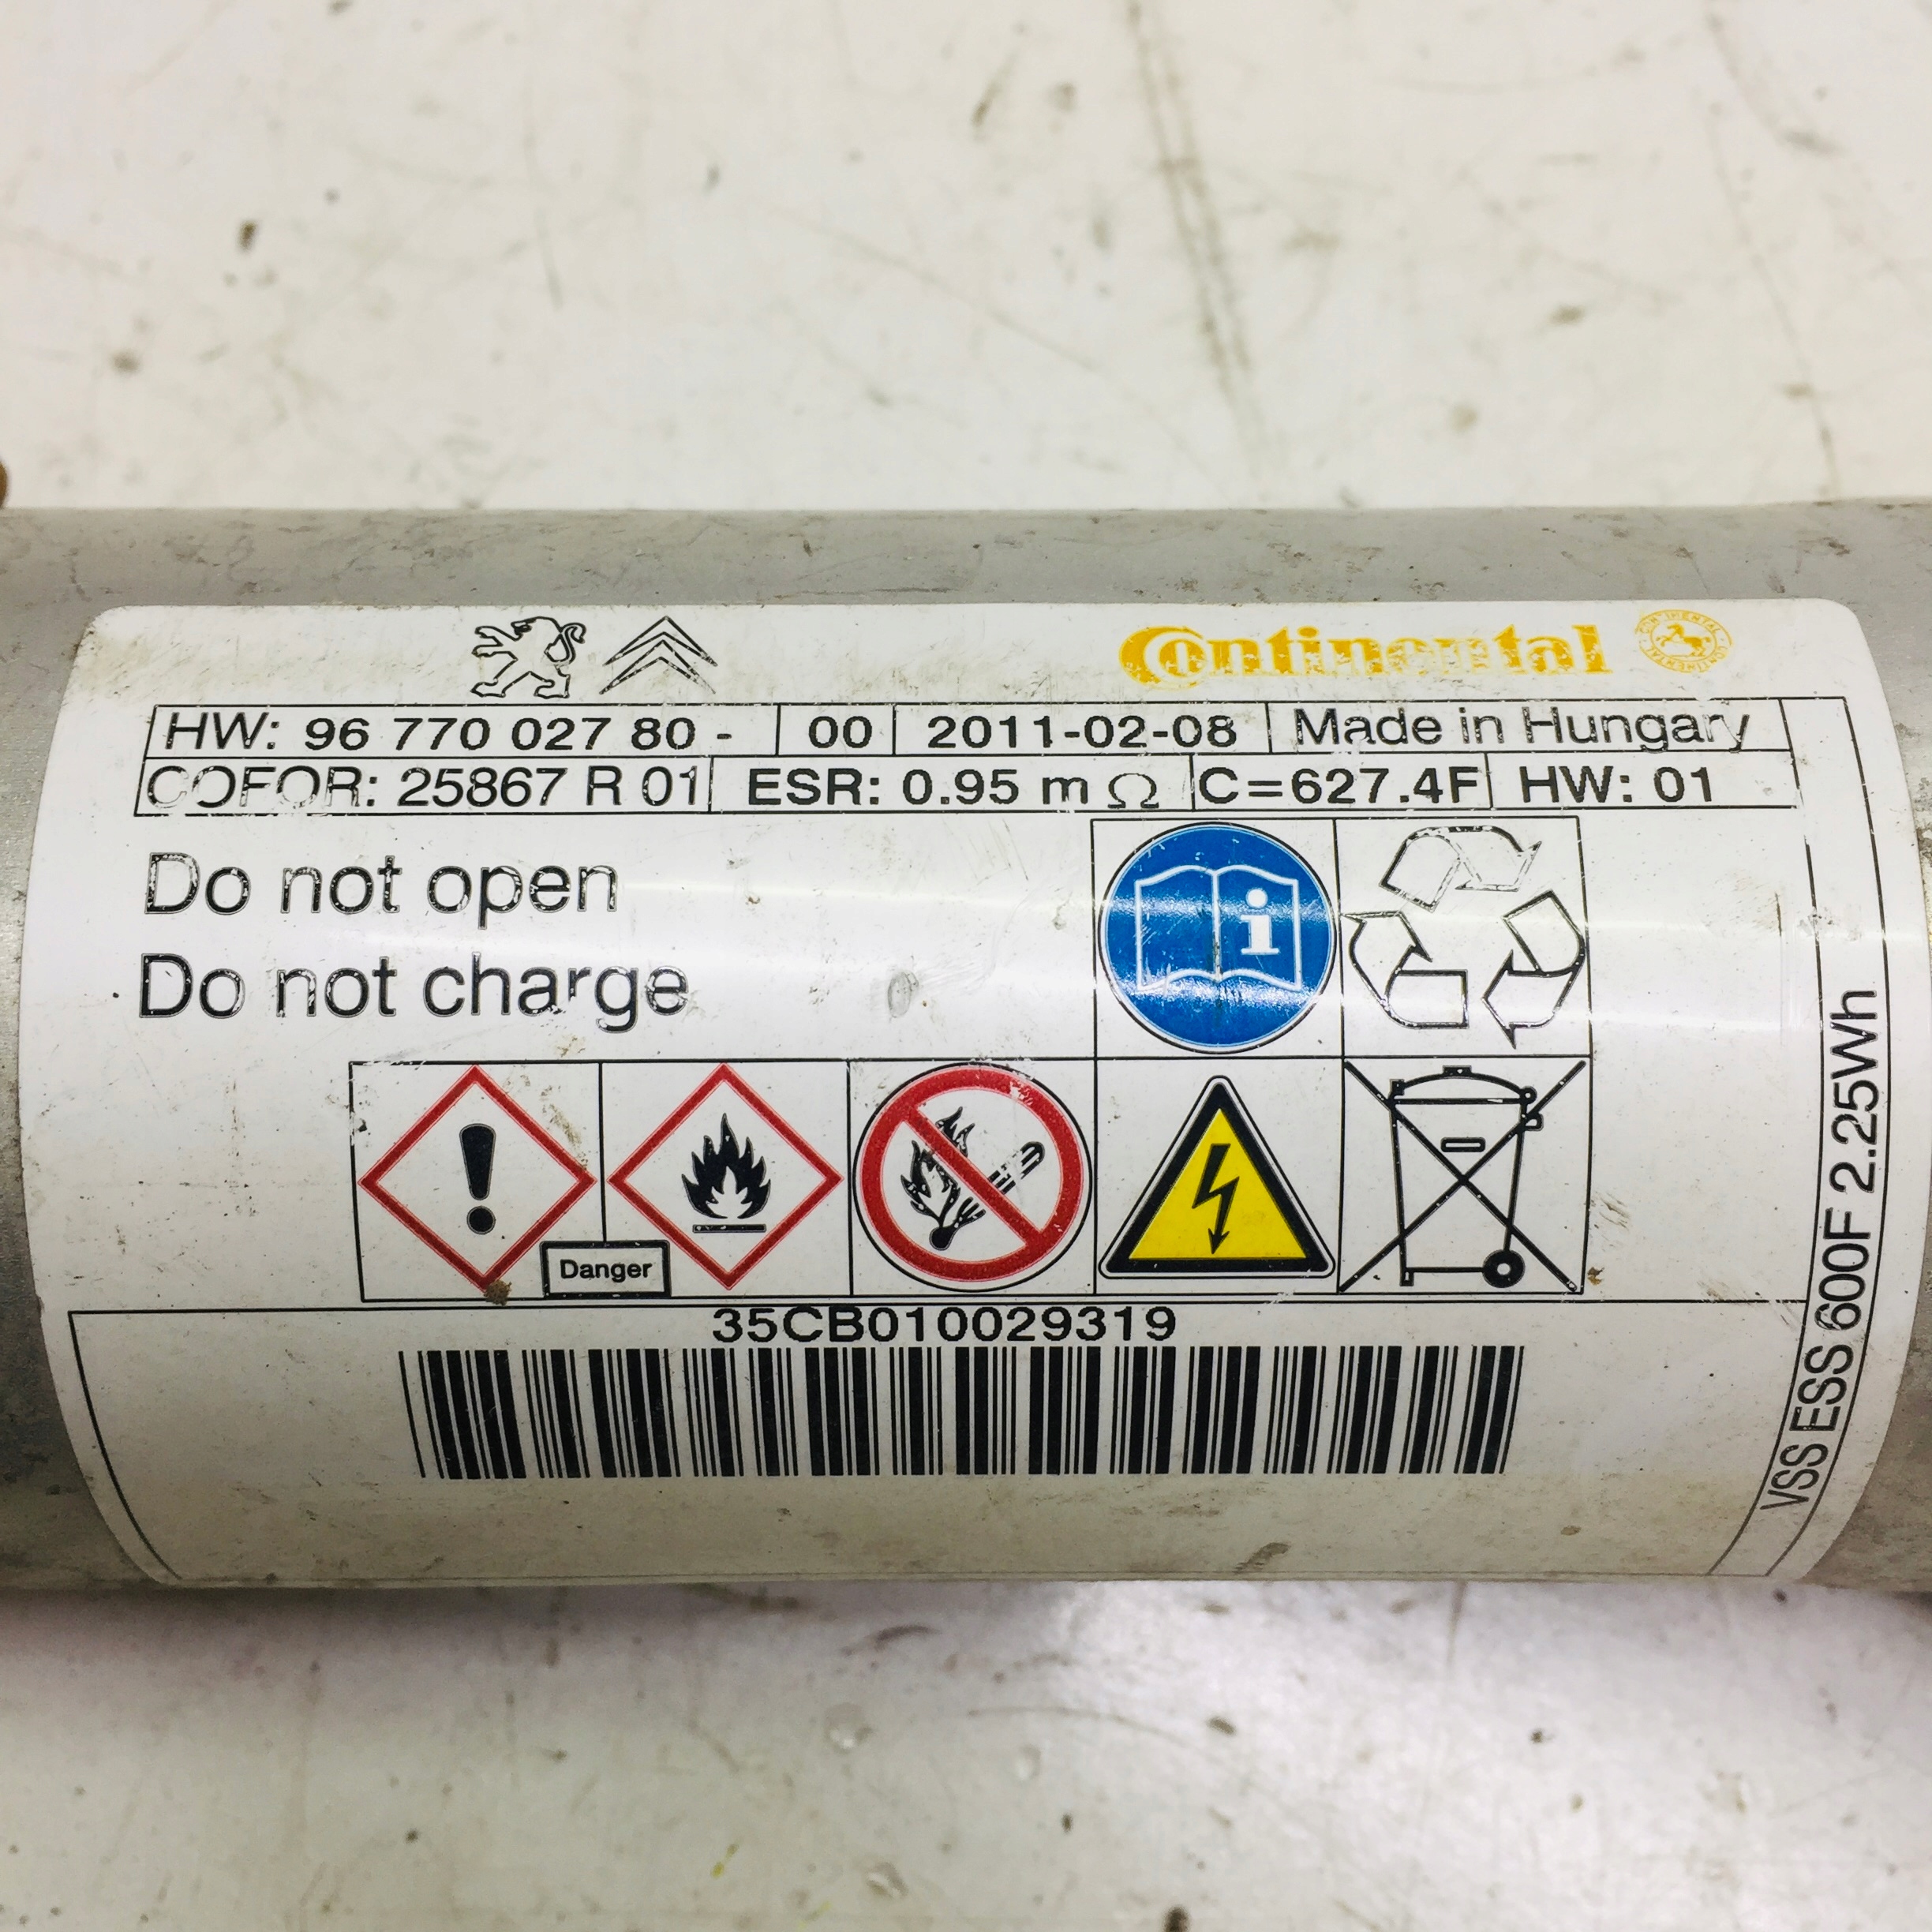 Continental
HW: 96 770 027 80 - 00 2011-02-08 Made in Hungary
COFOR: 25867 R 01 ESR: 0.95 m Ω C=627.4F HW: 01
Do not open
Do not charge
Danger
35CB010029319
VSS ESS 600F 2.25Wh